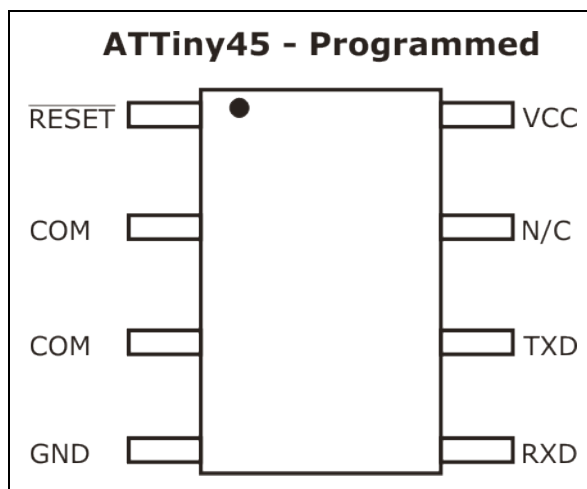 ATTiny45 - Programmed
RESET VCC
COM N/C
COM TXD
GND RXD